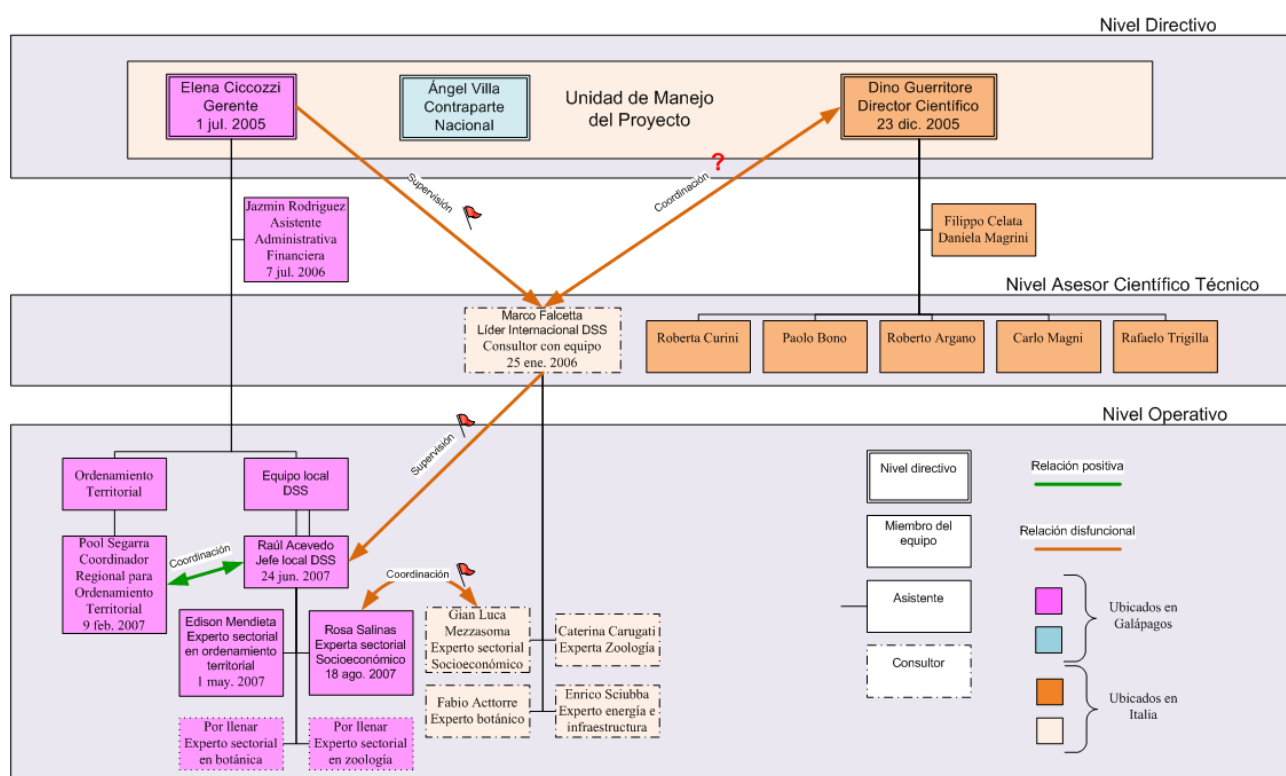 Nivel Directivo
Elena Ciccozzi
Gerente
1 jul. 2005
Ángel Villa
Contraparte
Nacional
Unidad de Manejo
del Proyecto
Dino Guerritore
Director Científico
23 dic. 2005
?
Supervisión
Coordinación
Jazmin Rodriguez
Asistente
Administrativa
Financiera
7 jul. 2006
Filippo Celata
Daniela Magrini
Nivel Asesor Científico Técnico
Marco Falcetta
Líder Internacional DSS
Consultor con equipo
25 ene. 2006
Roberta Curini
Paolo Bono
Roberto Argano
Carlo Magni
Rafaelo Trigilla
Nivel Operativo
Supervisión
Ordenamiento
Territorial
Equipo local
DSS
Pool Segarra
Coordinador
Regional para
Ordenamiento
Territorial
9 feb. 2007
Coordinación
Raúl Acevedo
Jefe local DSS
24 jun. 2007
Coordinación
Edison Mendieta
Experto sectorial
en ordenamiento
territorial
1 may. 2007
Rosa Salinas
Experta sectorial
Socioeconómico
18 ago. 2007
Gian Luca
Mezzasoma
Experto sectorial
Socioeconómico
Caterina Carugati
Experta Zoología
Fabio Acttorre
Experto botánico
Enrico Sciubba
Experto energía e
infraestructura
Por llenar
Experto sectorial
en botánica
Por llenar
Experto sectorial
en zoología
Nivel directivo
Miembro del
equipo
Asistente
Consultor
Relación positiva
Relación disfuncional
Ubicados en
Galápagos
Ubicados en
Italia